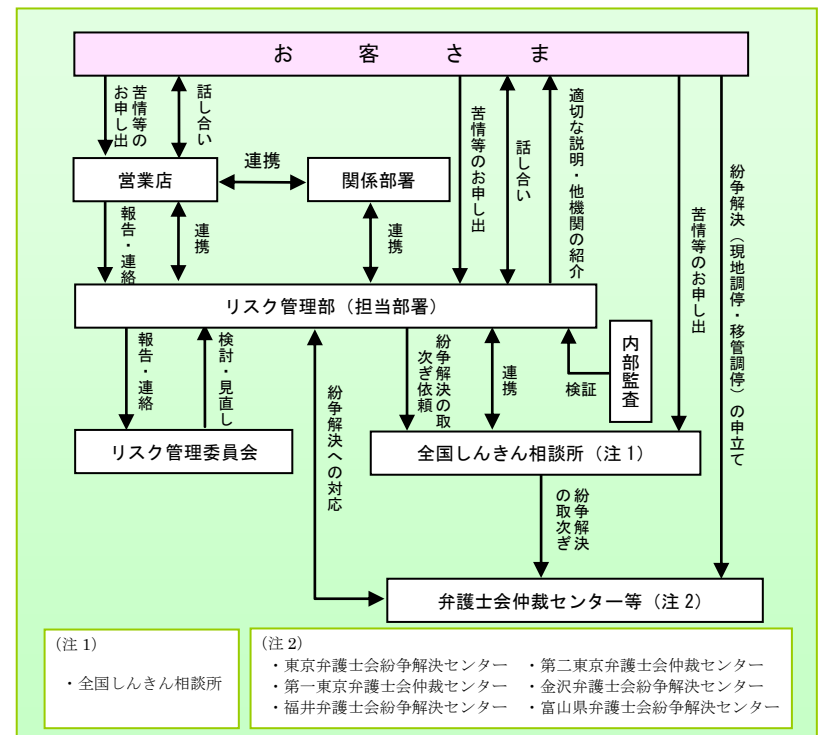 お客さま
苦情等の
お申し出
話し合い
苦情等のお申し出
話し合い
適切な説明・他機関の紹介
苦情等のお申し出
紛争解決（現地調停・移管調停）の申立て
営業店
連携
関係部署
報告・連絡
連携
連携
リスク管理部（担当部署）
報告・連絡
検討・見直し
紛争解決への対応
紛争解決の取
次ぎ依頼
連携
検証
内部監査
リスク管理委員会
全国しんきん相談所（注1）
紛争解決
の取次ぎ
弁護士会仲裁センター等（注2）
（注1）
・全国しんきん相談所
（注2）
・東京弁護士会紛争解決センター ・第二東京弁護士会仲裁センター
・第一東京弁護士会仲裁センター ・金沢弁護士会紛争解決センター
・福井弁護士会紛争解決センター ・富山県弁護士会紛争解決センター